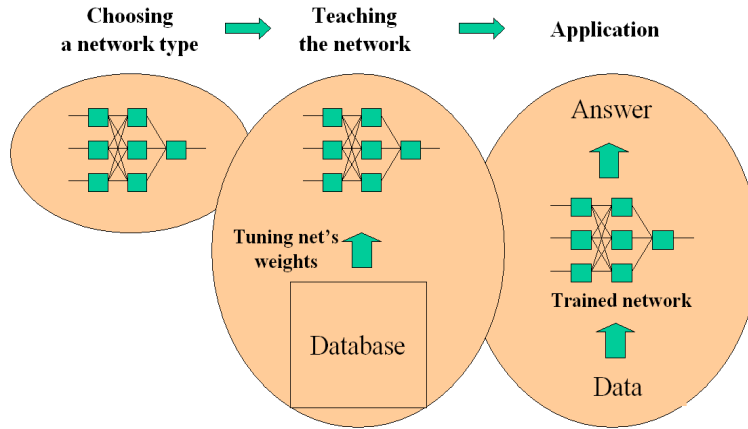 Choosing
a network type
Teaching
the network
Application
Tuning net's
weights
Database
Answer
Trained network
Data